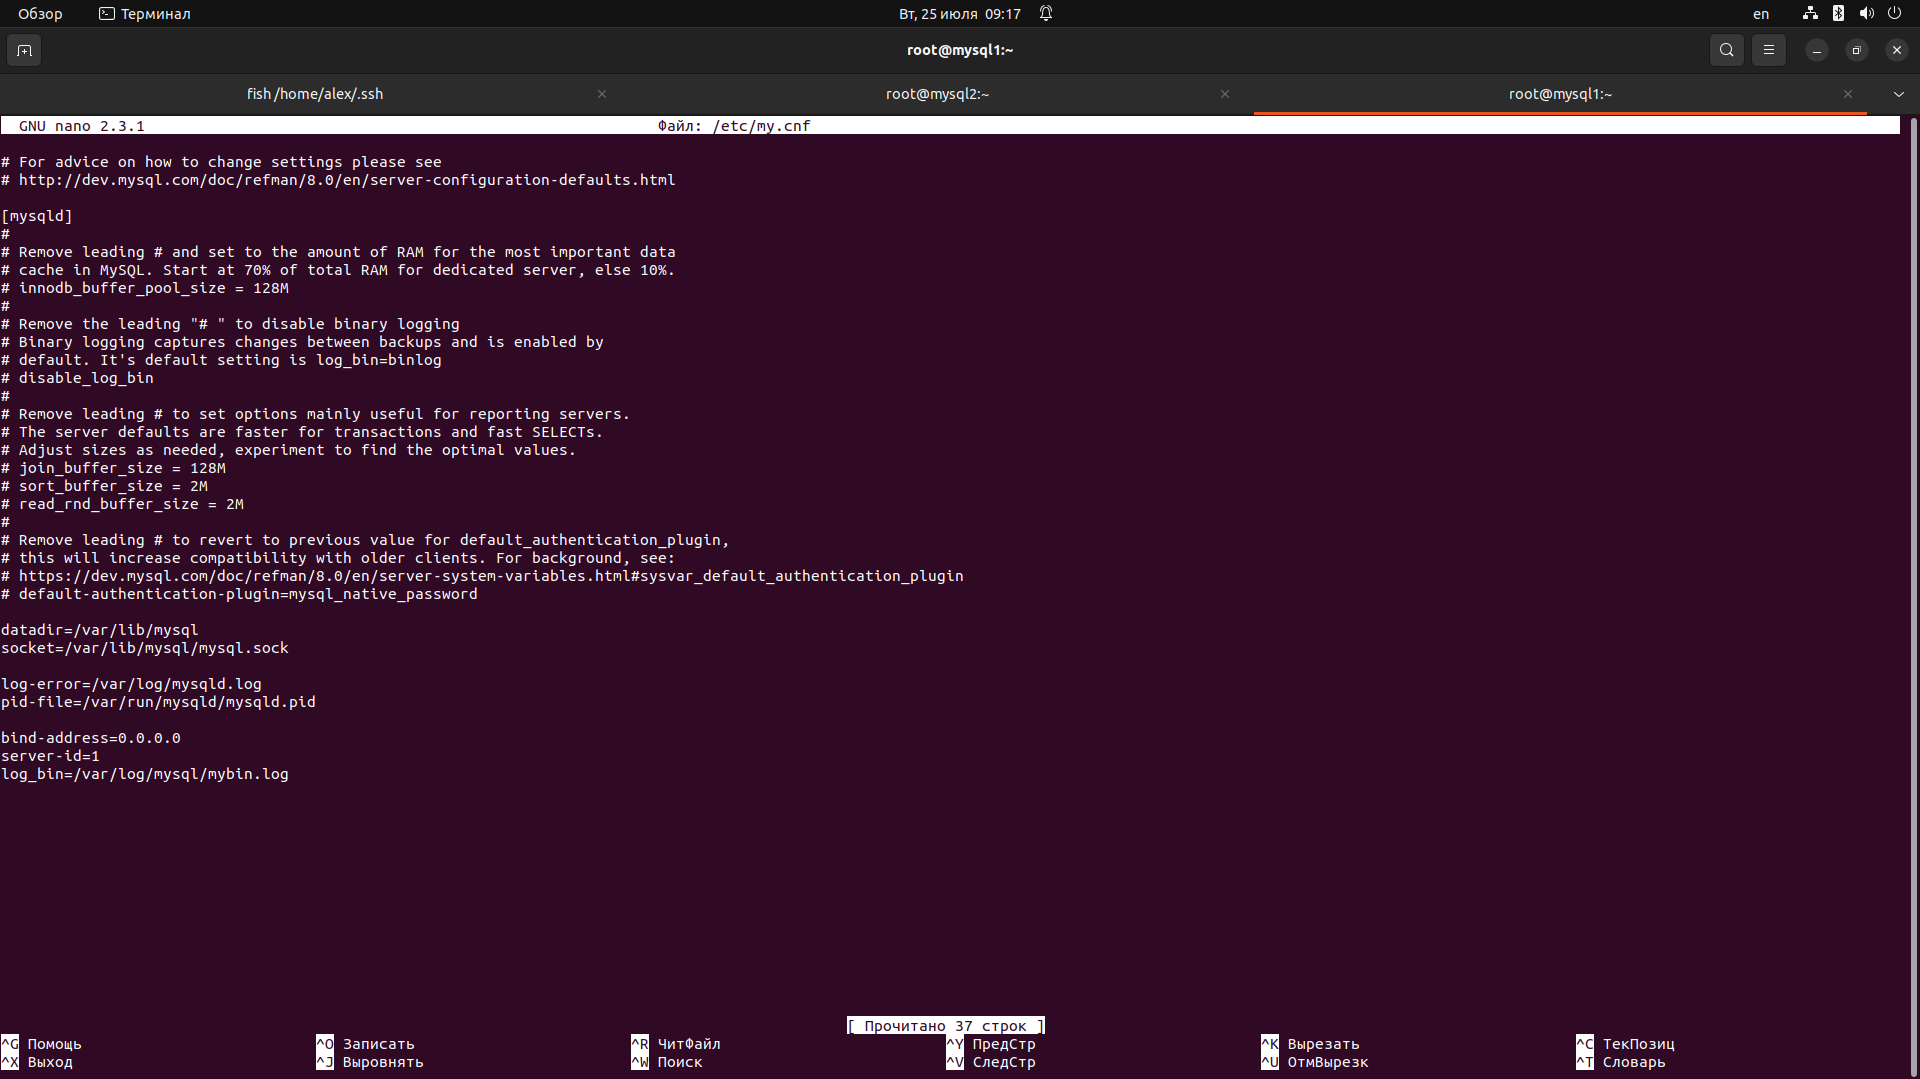 Обзор Терминал Вт, 25 июля 09:17 en
root@mysql1:~
fish /home/alex/.ssh root@mysql2:~ root@mysql1:~
GNU nano 2.3.1 Файл: /etc/my.cnf
# For advice on how to change settings please see
# http://dev.mysql.com/doc/refman/8.0/en/server-configuration-defaults.html
[mysqld]
#
# Remove leading # and set to the amount of RAM for the most important data
# cache in MySQL. Start at 70% of total RAM for dedicated server, else 10%.
# innodb_buffer_pool_size = 128M
#
# Remove the leading "# " to disable binary logging
# Binary logging captures changes between backups and is enabled by
# default. It's default setting is log_bin=binlog
# disable_log_bin
#
# Remove leading # to set options mainly useful for reporting servers.
# The server defaults are faster for transactions and fast SELECTs.
# Adjust sizes as needed, experiment to find the optimal values.
# join_buffer_size = 128M
# sort_buffer_size = 2M
# read_rnd_buffer_size = 2M
#
# Remove leading # to revert to previous value for default_authentication_plugin,
# this will increase compatibility with older clients. For background, see:
# https://dev.mysql.com/doc/refman/8.0/en/server-system-variables.html#sysvar_default_authentication_plugin
# default-authentication-plugin=mysql_native_password
datadir=/var/lib/mysql
socket=/var/lib/mysql/mysql.sock
log-error=/var/log/mysqld.log
pid-file=/var/run/mysqld/mysqld.pid
bind-address=0.0.0.0
server-id=1
log_bin=/var/log/mysql/mybin.log
[ Прочитано 37 строк ]
^G Помощь ^O Записать ^R ЧитФайл ^Y ПредСтр ^K Вырезать ^C ТекПозиц
^X Выход ^J Выровнять ^W Поиск ^V СледСтр ^U ОтмВырезк ^T Словарь